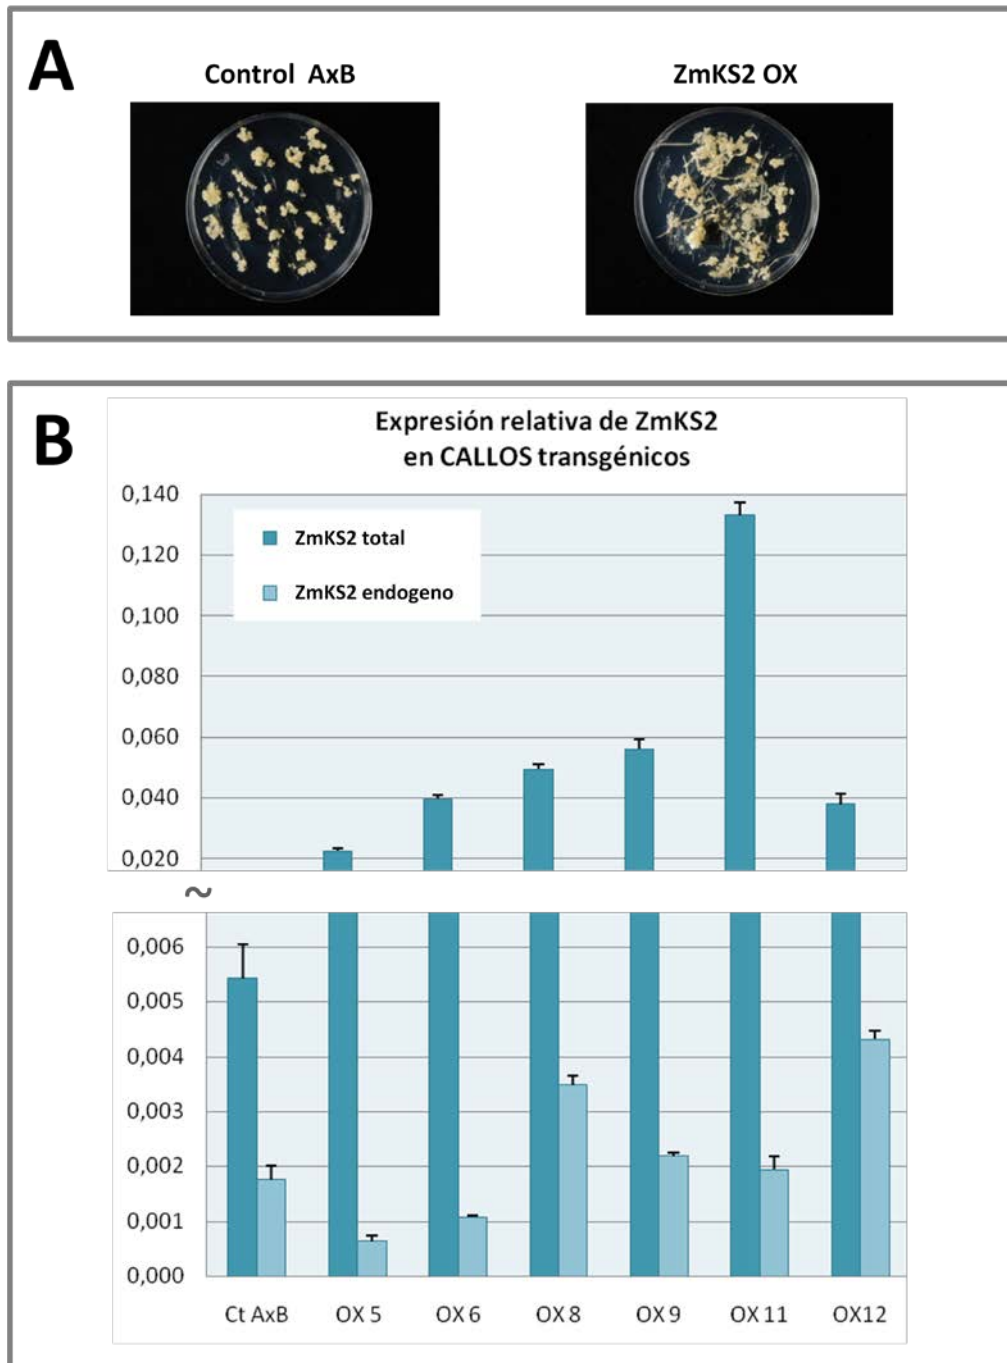 A
Control AxB
ZmKS2 OX
B
Expresión relativa de ZmKS2
en CALLOS transgénicos
0,140
ZmKS2 total
0,120
ZmKS2 endogeno
0,100
0,080
0,060
0,040
0,020
~
0,006
0,005
0,004
0,003
0,002
0,001
0,000
Ct AxB OX 5 OX 6 OX 8 OX 9 OX 11 OX12